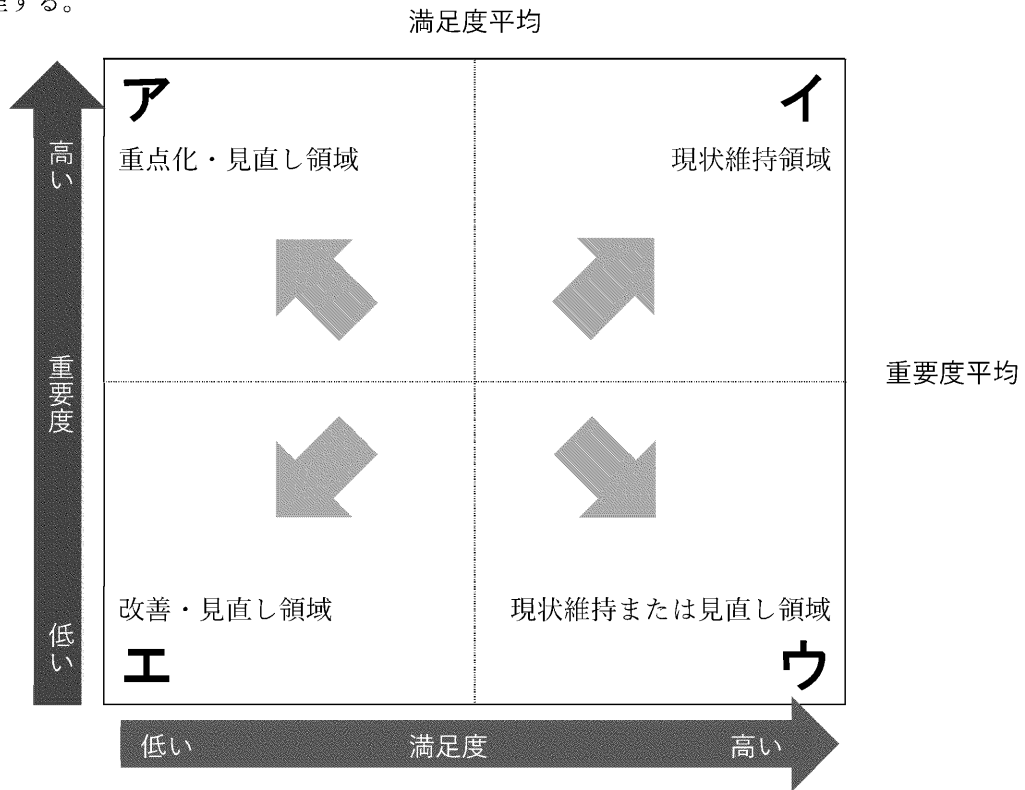 する。
満足度平均
ア
イ
重点化・見直し領域
現状維持領域
高い
重要度
低い
重要度平均
改善・見直し領域
現状維持または見直し領域
エ
ウ
低い
満足度
高い